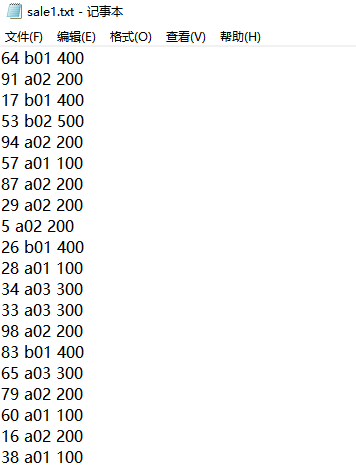 sale1.txt - 记事本
文件(F) 编辑(E) 格式(O) 查看(V) 帮助(H)
64 b01 400
91 a02 200
17 b01 400
53 b02 500
94 a02 200
57 a01 100
87 a02 200
29 a02 200
5 a02 200
26 b01 400
28 a01 100
34 a03 300
33 a03 300
98 a02 200
83 b01 400
65 a03 300
79 a02 200
60 a01 100
16 a02 200
38 a01 100